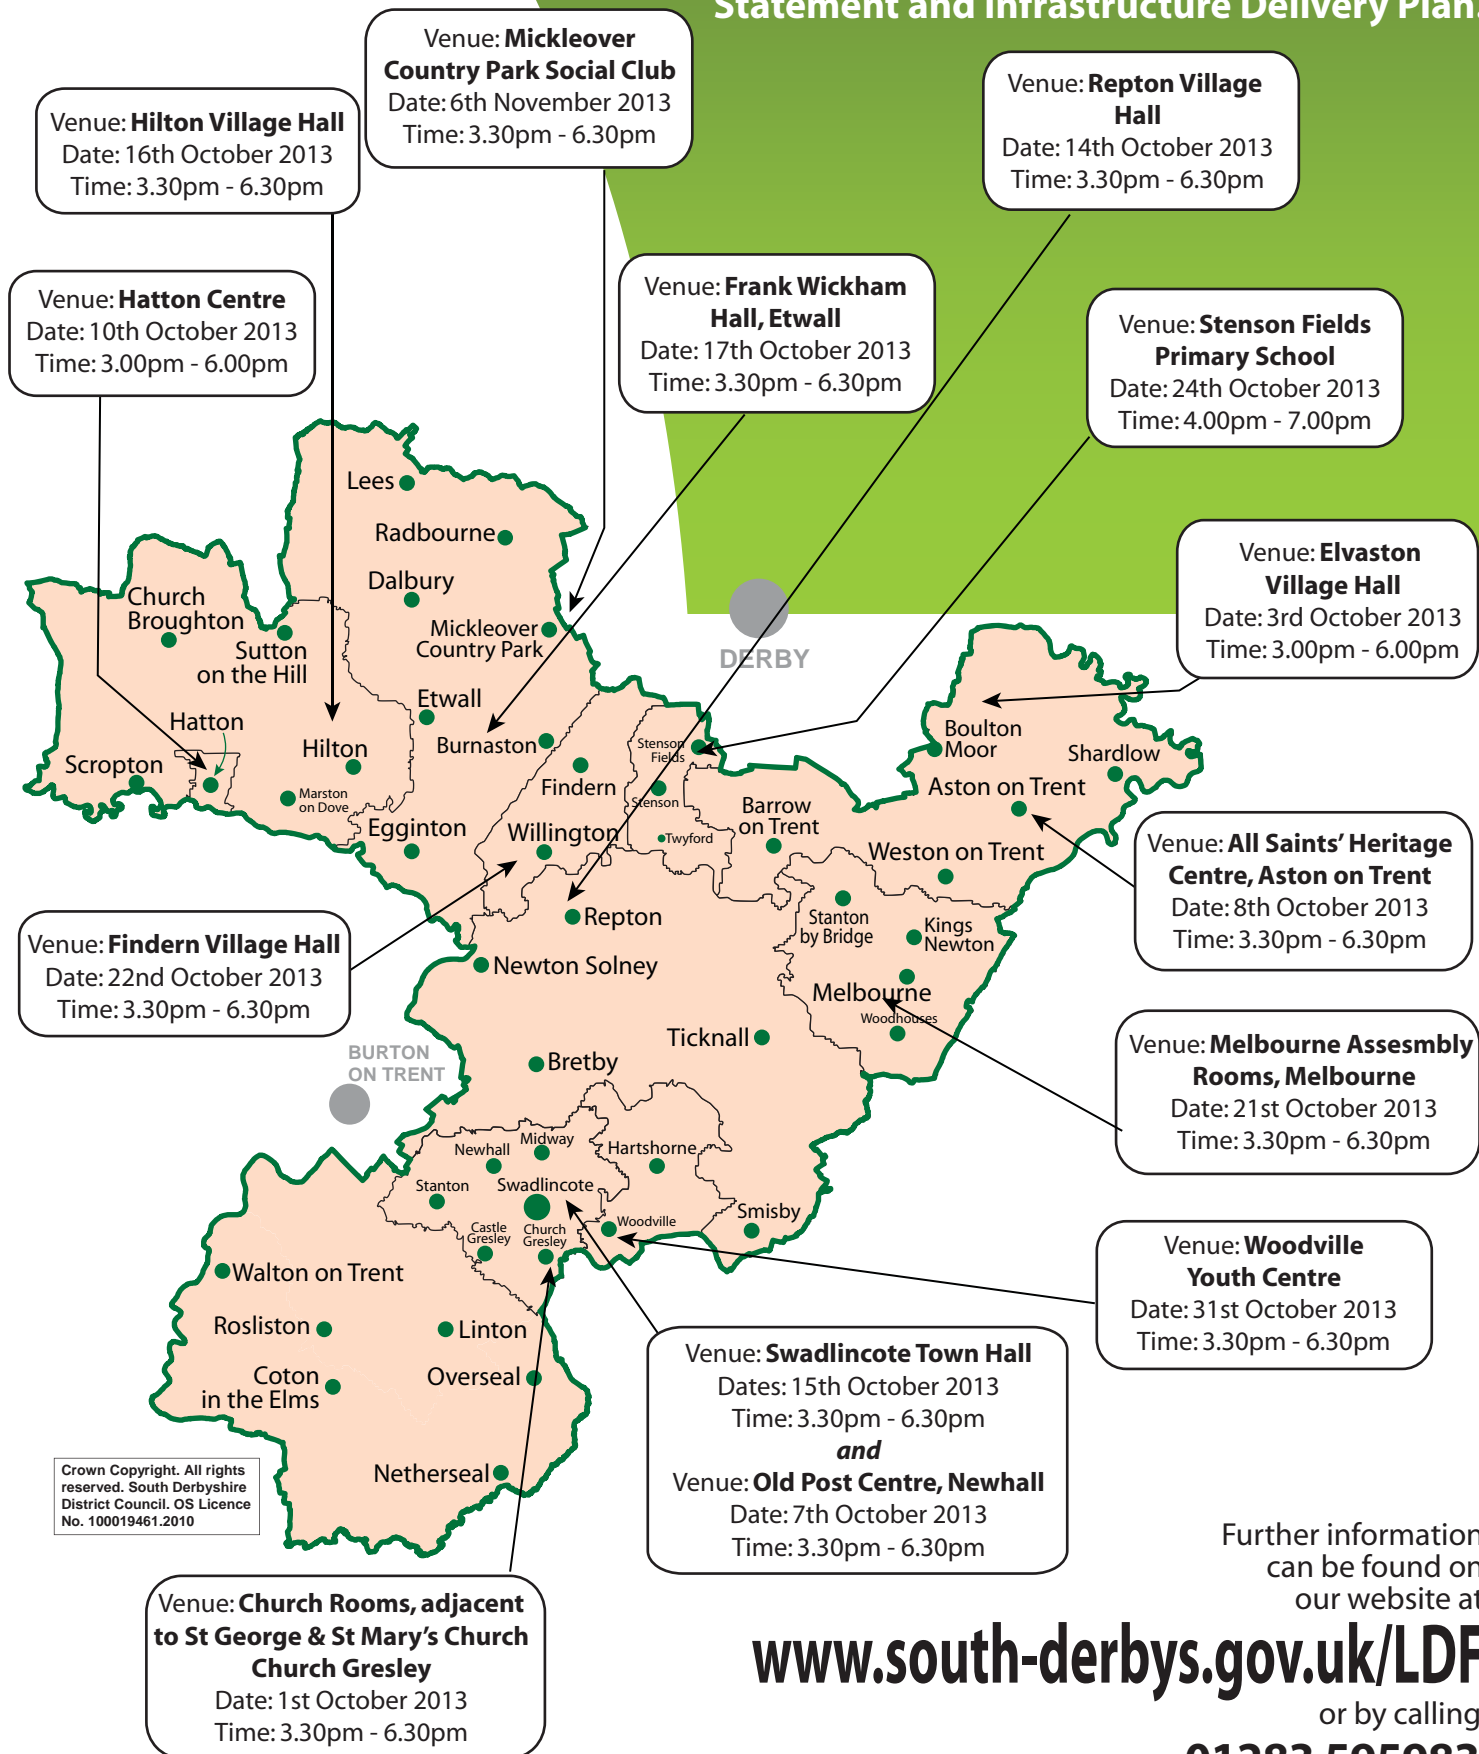 Statement and Infrastructure Delivery Plan.
Venue: Mickleover
Country Park Social Club
Date: 6th November 2013
Time: 3.30pm - 6.30pm
Venue: Repton Village
Hall
Date: 14th October 2013
Time: 3.30pm - 6.30pm
Venue: Hilton Village Hall
Date: 16th October 2013
Time: 3.30pm - 6.30pm
Venue: Hatton Centre
Date: 10th October 2013
Time: 3.00pm - 6.00pm
Venue: Frank Wickham
Hall, Etwall
Date: 17th October 2013
Time: 3.30pm - 6.30pm
Venue: Stenson Fields
Primary School
Date: 24th October 2013
Time: 4.00pm - 7.00pm
Venue: Elvaston
Village Hall
Date: 3rd October 2013
Time: 3.00pm - 6.00pm
Lees
Radbourne
Dalbury
Church
Broughton
Sutton
on the Hill
Mickleover
Country Park
DERBY
Etwall
Hatton
Hilton
Burnaston
Scropton
Marston
on Dove
Findern
Stenson
Fields
Stenson
Twyford
Egginton
Willington
Barrow
on Trent
Boulton
Moor
Shardlow
Aston on Trent
Weston on Trent
Venue: All Saints' Heritage
Centre, Aston on Trent
Date: 8th October 2013
Time: 3.30pm - 6.30pm
Repton
Stanton
by Bridge
Kings
Newton
Newton Solney
Melbourne
Woodhouses
Venue: Findern Village Hall
Date: 22nd October 2013
Time: 3.30pm - 6.30pm
Ticknall
Bretby
BURTON
ON TRENT
Venue: Melbourne Assesmbly
Rooms, Melbourne
Date: 21st October 2013
Time: 3.30pm - 6.30pm
Newhall
Midway
Hartshorne
Stanton
Swadlincote
Castle
Gresley
Church
Gresley
Woodville
Smisby
Walton on Trent
Rosliston
Linton
Coton
in the Elms
Overseal
Netherseal
Venue: Woodville
Youth Centre
Date: 31st October 2013
Time: 3.30pm - 6.30pm
Venue: Swadlincote Town Hall
Dates: 15th October 2013
Time: 3.30pm - 6.30pm
and
Venue: Old Post Centre, Newhall
Date: 7th October 2013
Time: 3.30pm - 6.30pm
Crown Copyright. All rights
reserved. South Derbyshire
District Council. OS Licence
No. 100019461.2010
Venue: Church Rooms, adjacent
to St George & St Mary's Church
Church Gresley
Date: 1st October 2013
Time: 3.30pm - 6.30pm
Further information
can be found on
our website at
www.south-derbys.gov.uk/LDF
or by calling
01283 595983